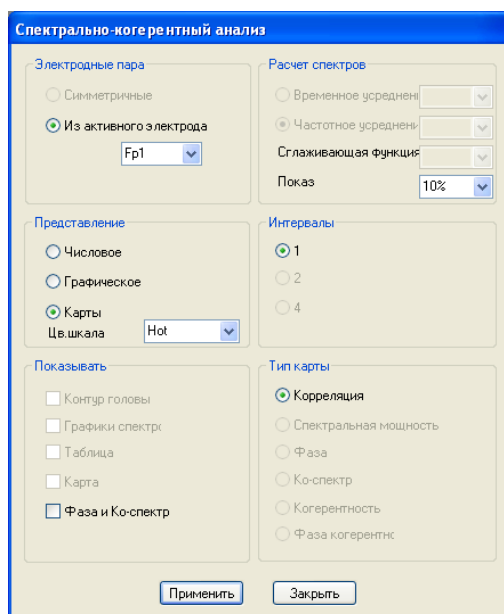 Спектрально-когерентный анализ
Электродные пара
Симметричные
Из активного электрода
Fp1
Расчет спектров
Временное усреднени
Частотное усреднени
Сглаживающая функция
Показ
10%
Представление
Числовое
Графическое
Карты
Цв.шкала
Hot
Интервалы
1
2
4
Показывать
Контур головы
Графики спектро
Таблица
Карта
Фаза и Ко-спектр
Тип карты
Корреляция
Спектральная мощность
Фаза
Ко-спектр
Когерентность
Фаза когерентнс
Применить
Закрыть